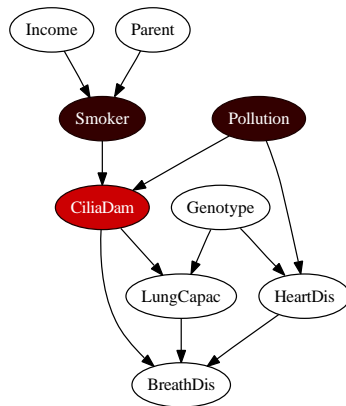 Income
Parent
Smoker
Pollution
CiliaDam
Genotype
LungCapac
HeartDis
BreathDis